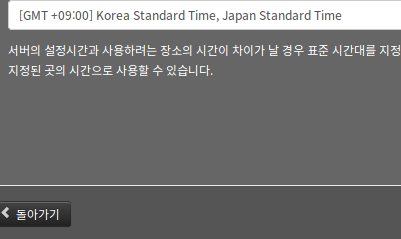 [GMT +09:00] Korea Standard Time, Japan Standard Time
서버의 설정시간과 사용하려는 장소의 시간이 차이가 날 경우 표준 시간대를 지정
지정된 곳의 시간으로 사용할 수 있습니다.
돌아가기